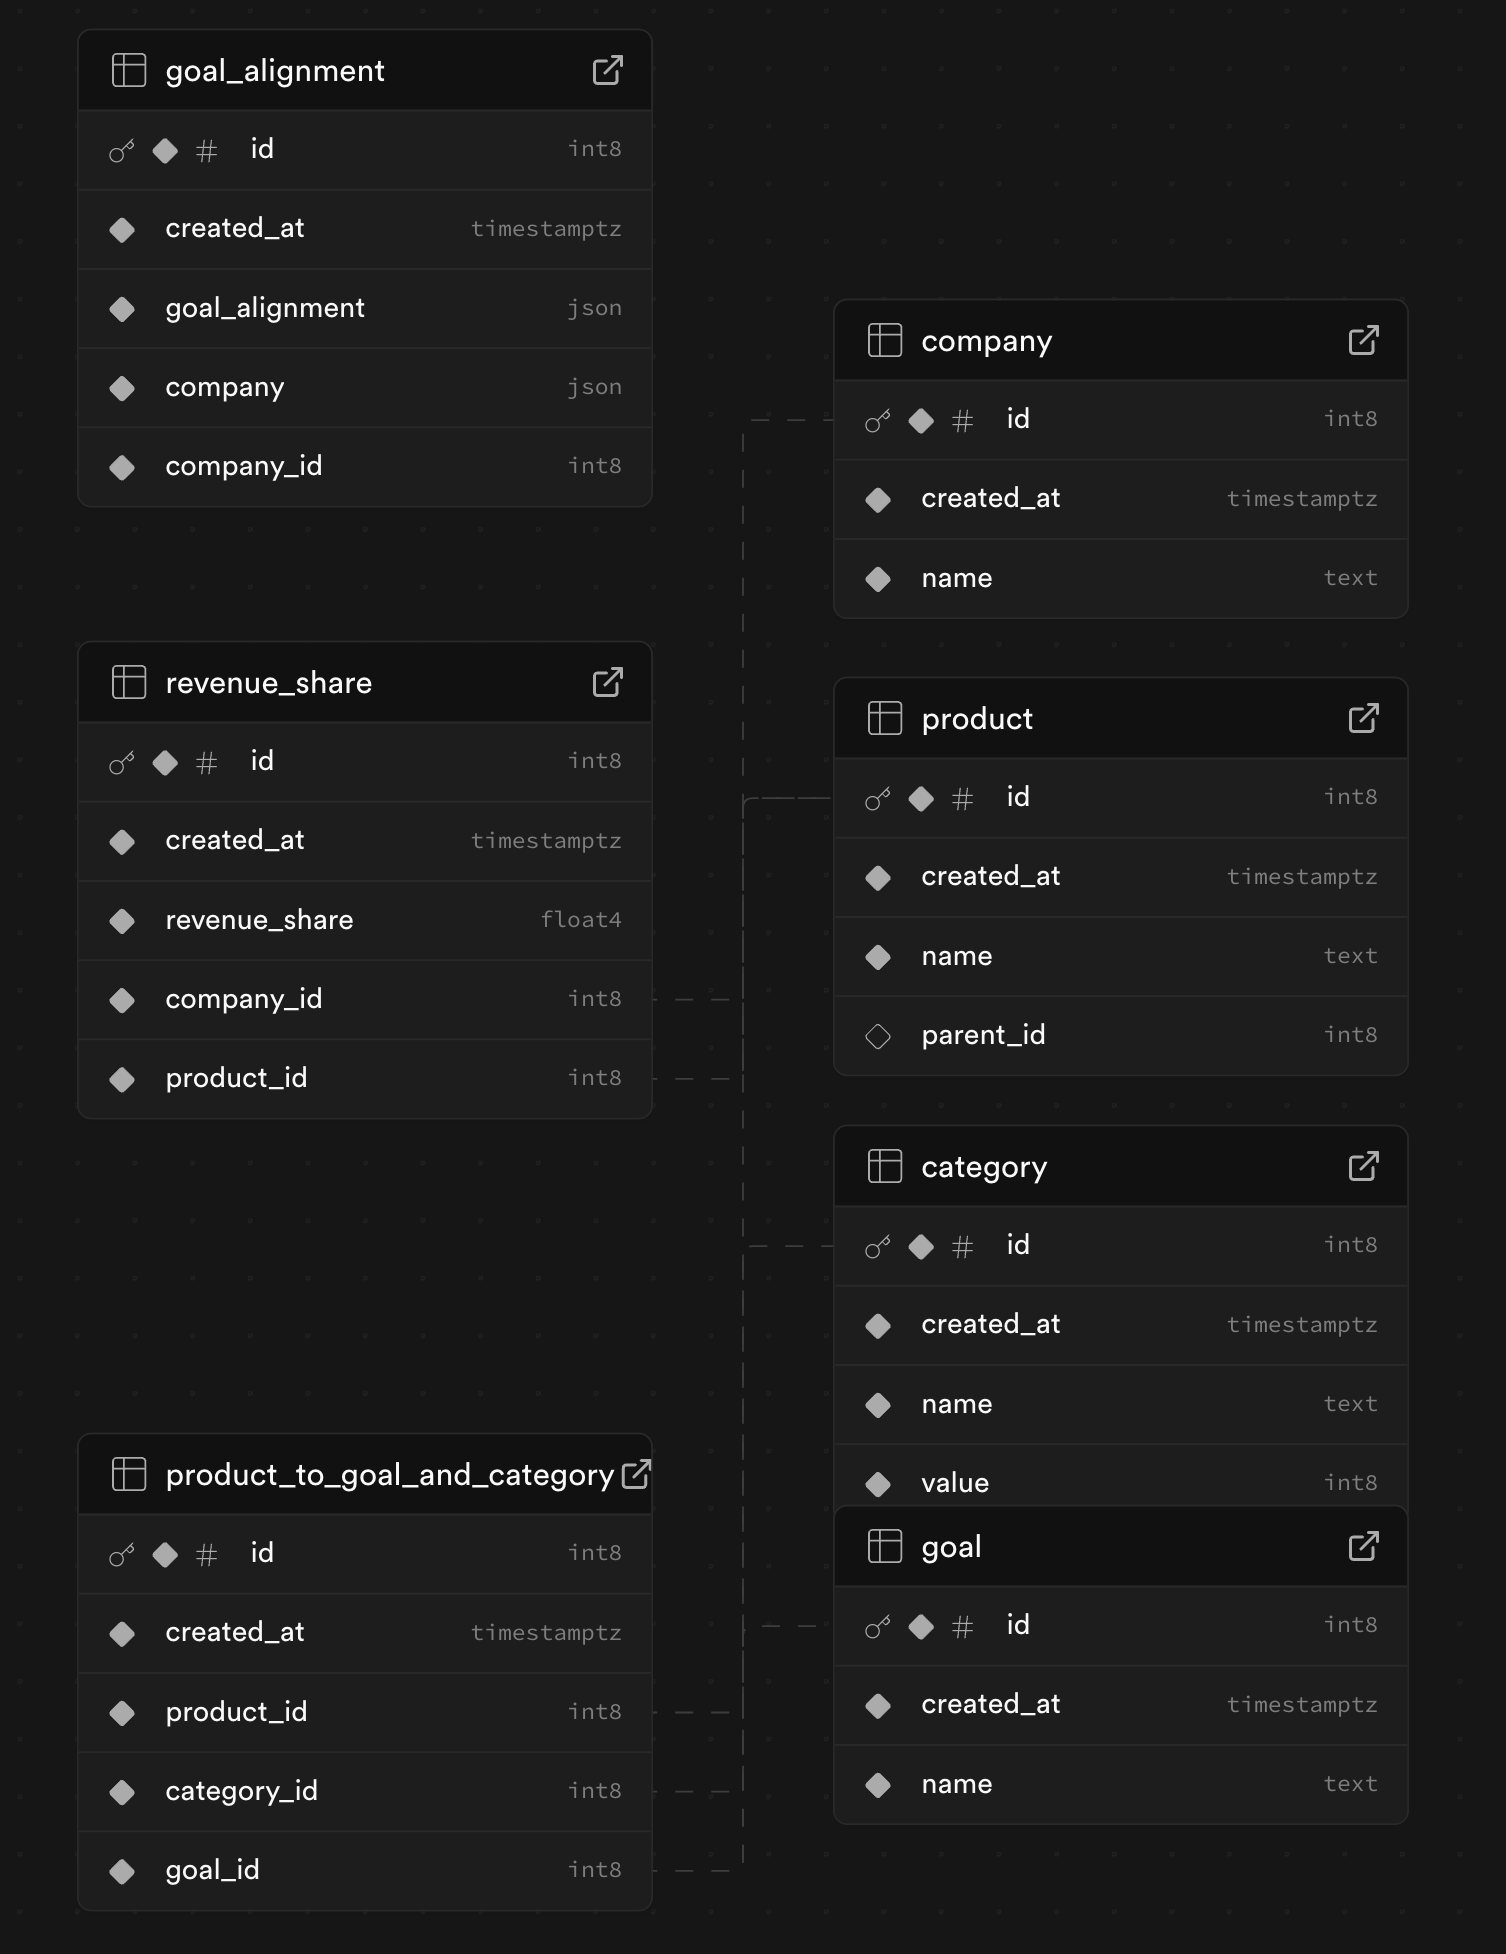 goal_alignment
# id int8
created_at timestamptz
goal_alignment json
company json
company_id int8
company
# id int8
created_at timestamptz
name text
revenue_share
# id int8
created_at timestamptz
revenue_share float4
company_id int8
product_id int8
product
# id int8
created_at timestamptz
name text
parent_id int8
category
# id int8
created_at timestamptz
name text
value int8
product_to_goal_and_category
# id int8
created_at timestamptz
product_id int8
category_id int8
goal_id int8
goal
# id int8
created_at timestamptz
name text